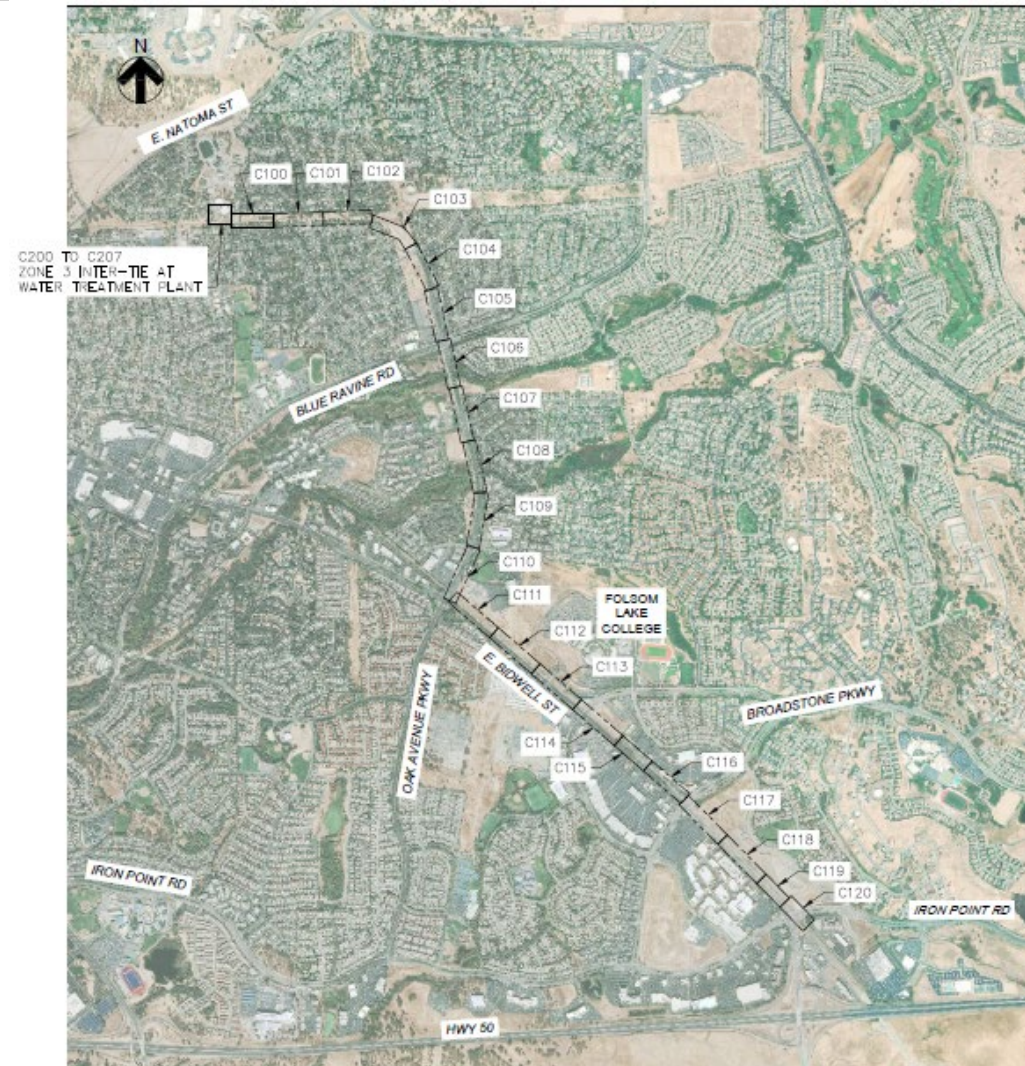 N
E. NATOMA ST
C100
C101
C102
C103
C104
C200 TO C207
ZONE 3 INTER-TIE AT
WATER TREATMENT PLANT
C105
C106
BLUE RAVINE RD
C107
C108
C109
C110
C111
FOLSOM
LAKE
COLLEGE
C112
C113
E. BIDWELL ST
BROADSTONE PKWY
OAK AVENUE PKWY
C114
C115
C116
C117
C118
C119
C120
IRON POINT RD
IRON POINT RD
HWY 50